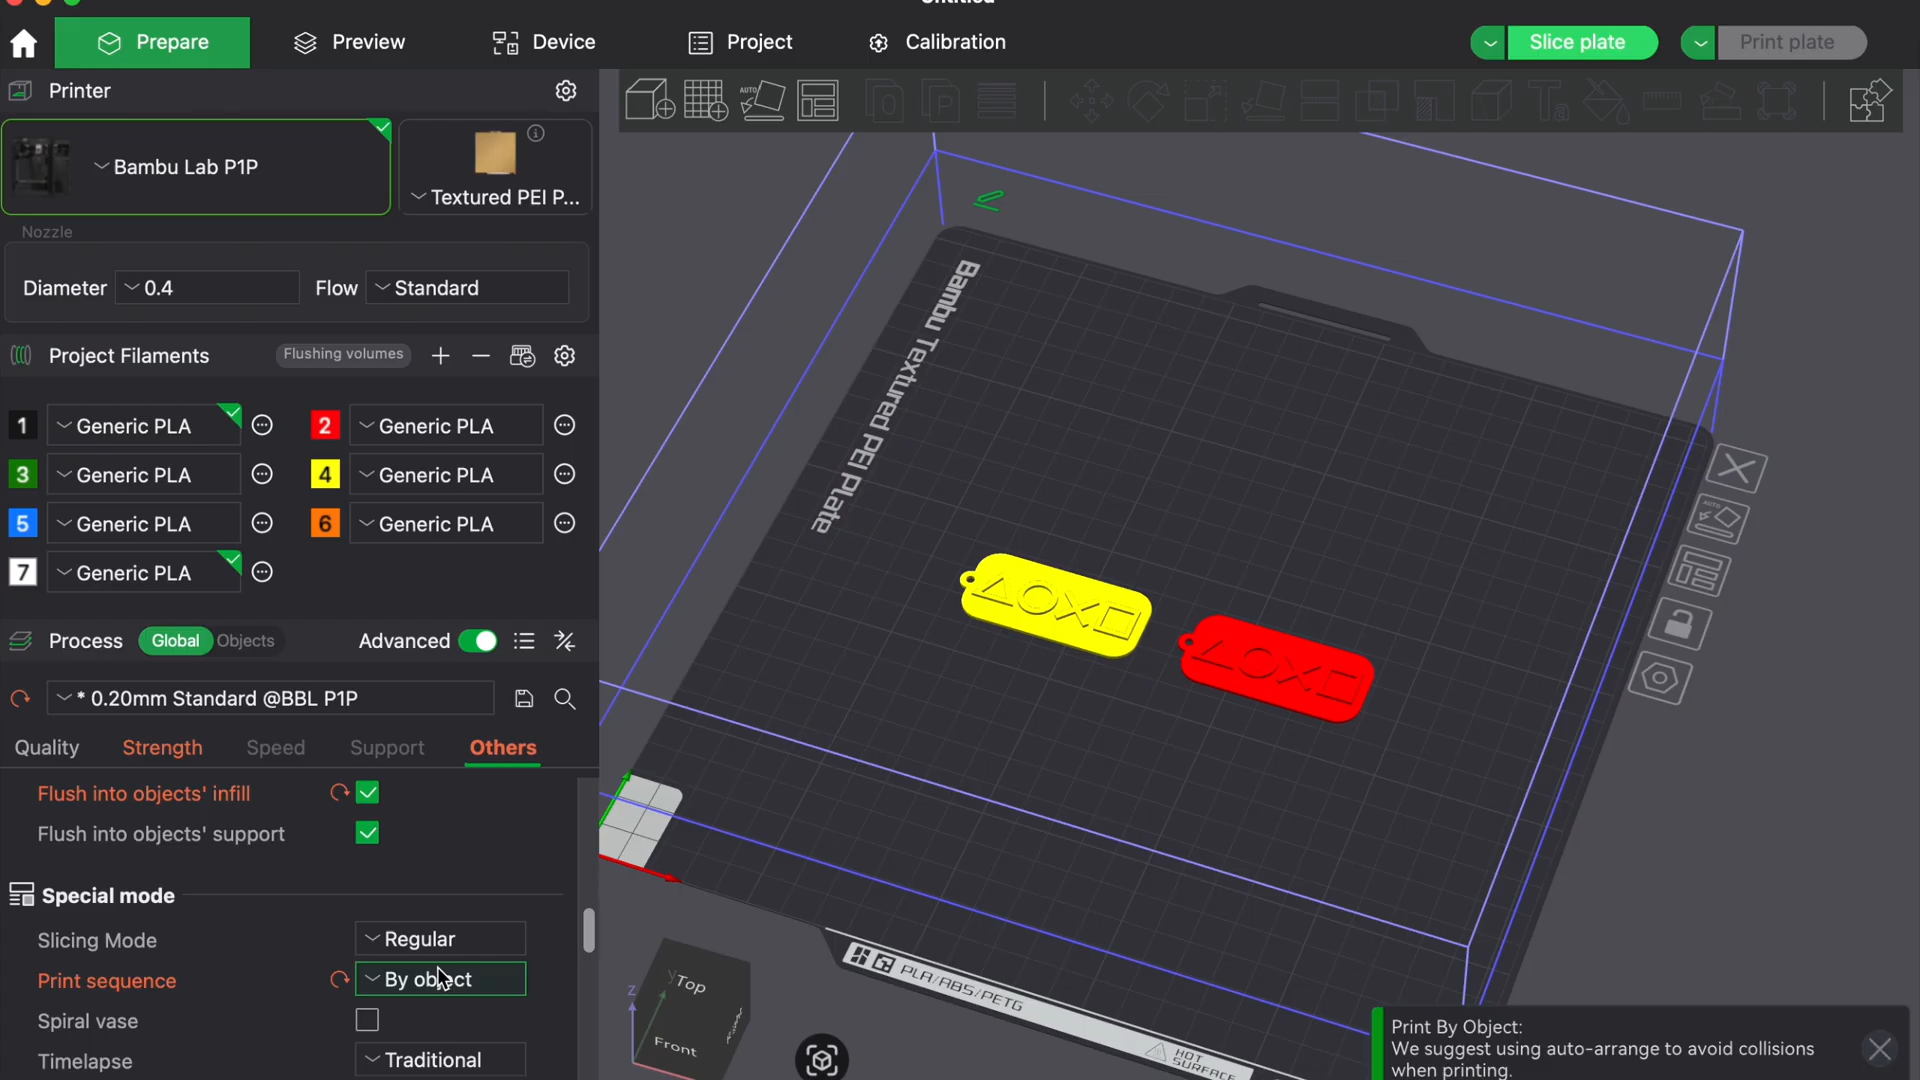 Untitled
Prepare
Preview
Device
Project
Calibration
Slice plate
Print plate
Printer
Bambu Lab P1P
Textured PEI P...
Nozzle
Diameter
0.4
Flow
Standard
Project Filaments
Flushing volumes
1
Generic PLA
2
Generic PLA
3
Generic PLA
4
Generic PLA
5
Generic PLA
6
Generic PLA
7
Generic PLA
Process
Global
Objects
Advanced
* 0.20mm Standard @BBL P1P
Quality
Strength
Speed
Support
Others
Flush into objects' infill
Flush into objects' support
Special mode
Slicing Mode
Regular
Print sequence
By object
Spiral vase
Timelapse
Traditional
AUTO
Bambu Textured PEI Plate
AUTO
PLA/ABS/PETG
HOT
SURFACE
Top
Front
Z
Y
Print By Object:
We suggest using auto-arrange to avoid collisions
when printing.